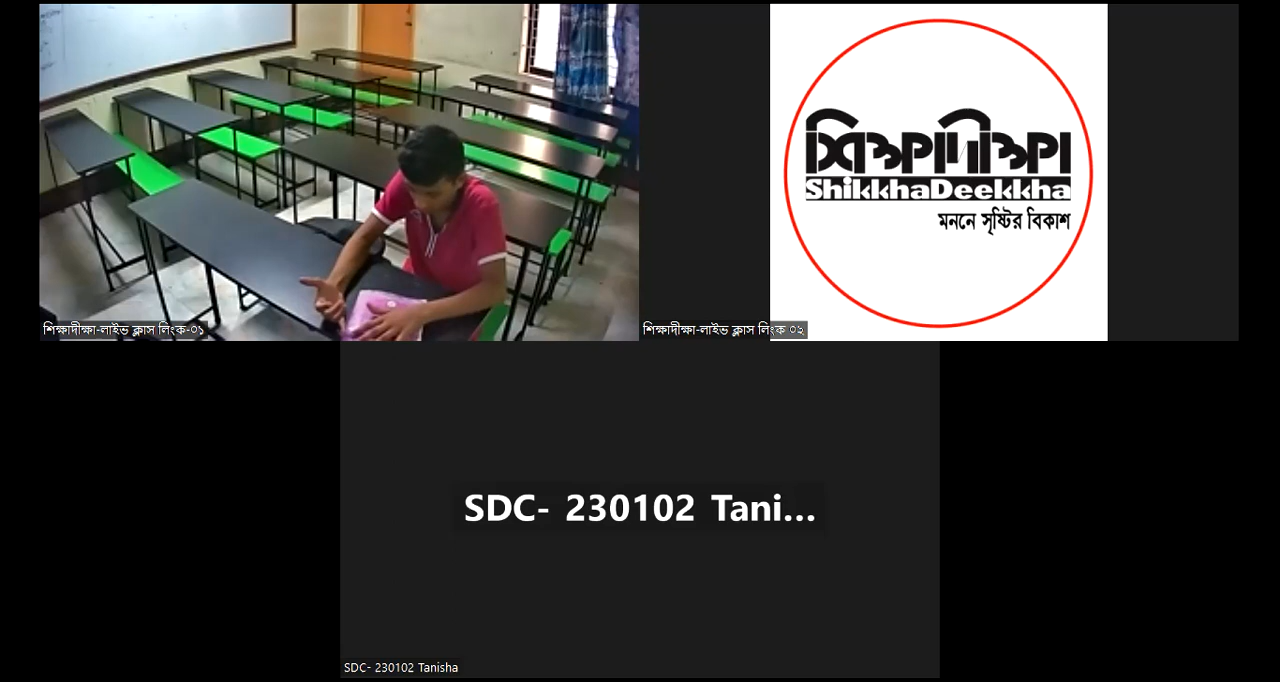 শিক্ষাদীক্ষা-লাইভ ক্লাস লিংক-০১
শিক্ষাদীক্ষা
ShikkhaDeekkha
মননে সৃষ্টির বিকাশ
শিক্ষাদীক্ষা-লাইভ ক্লাস লিংক ০২
SDC- 230102 Tani...
SDC- 230102 Tanisha